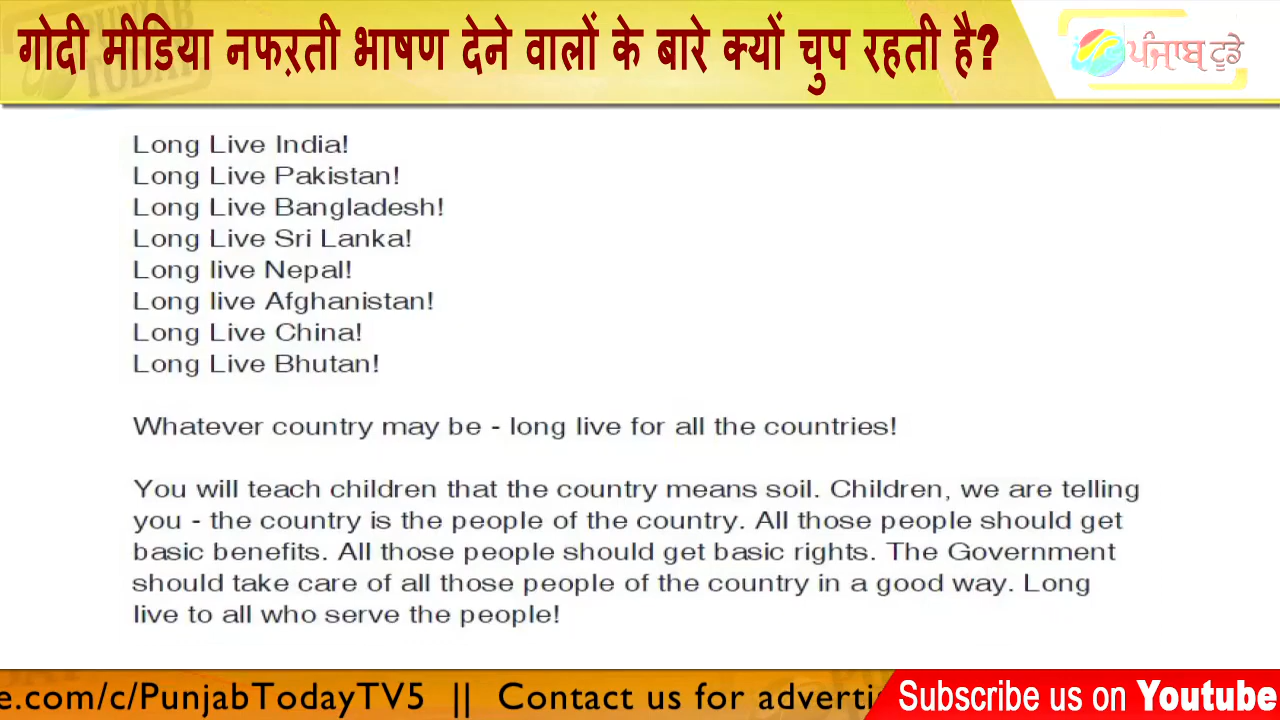 गोदी मीडिया नफऱती भाषण देने वालों के बारे क्यों चुप रहती है?
ਪੰਜਾਬ ਟੂਡੇ
Long Live India!
Long Live Pakistan!
Long Live Bangladesh!
Long Live Sri Lanka!
Long live Nepal!
Long live Afghanistan!
Long Live China!
Long Live Bhutan!
Whatever country may be - long live for all the countries!
You will teach children that the country means soil. Children, we are telling
you - the country is the people of the country. All those people should get
basic benefits. All those people should get basic rights. The Government
should take care of all those people of the country in a good way. Long
live to all who serve the people!
e.com/c/PunjabTodayTV5 || Contact us for adverti
Subscribe us on Youtube